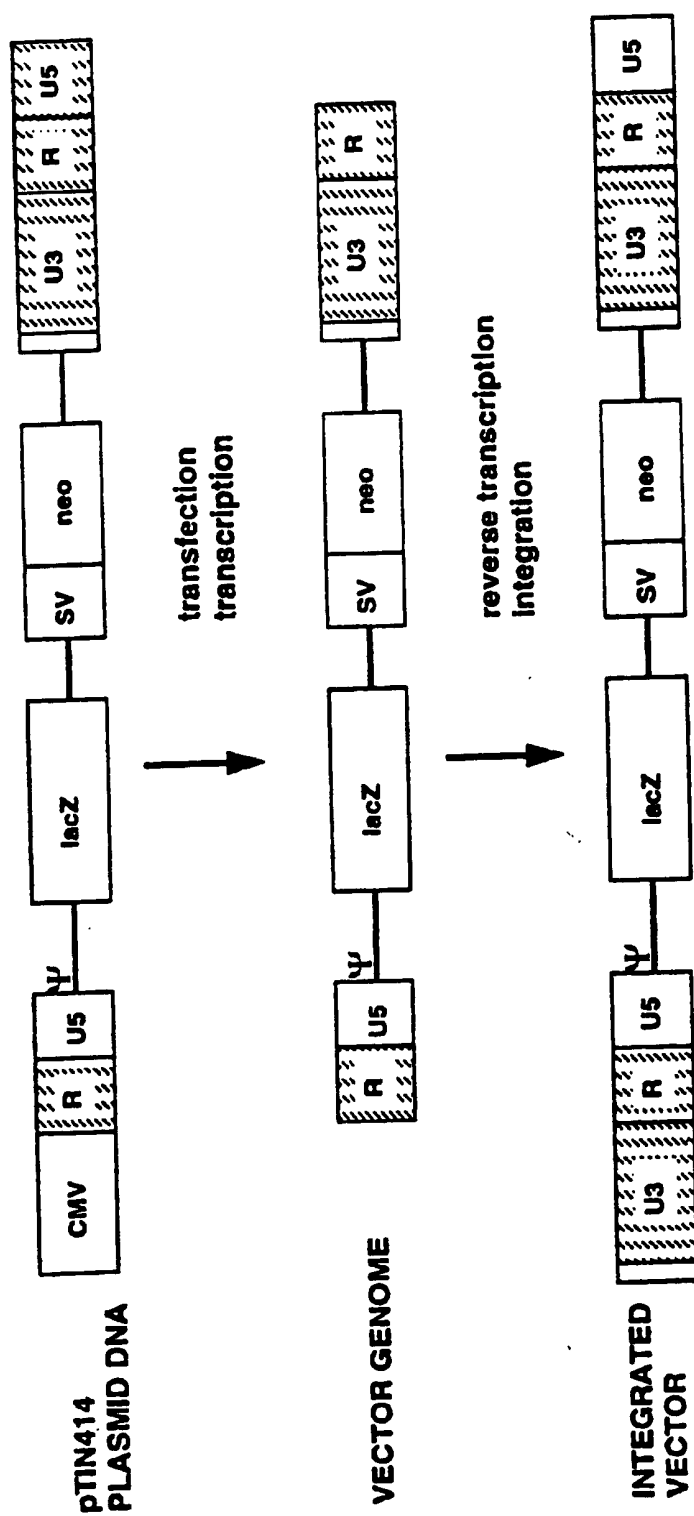 pTIN414
PLASMID DNA
CMV R U5 Ψ lacZ SV neo U3 R U5
transfection
transcription
VECTOR GENOME
R U5 Ψ lacZ SV neo U3 R
reverse transcription
integration
INTEGRATED
VECTOR
U3 R U5 Ψ lacZ SV neo U3 R U5